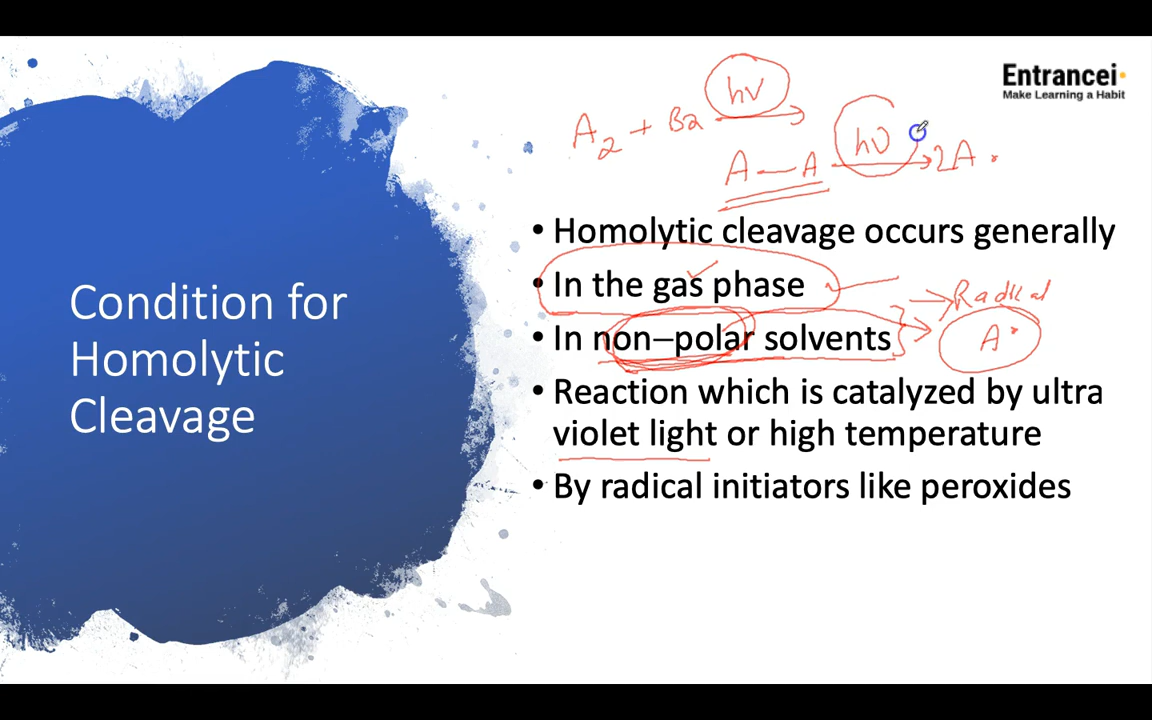 Entrancei
Make Learning a Habit
A2 + B2 hν
A — A hν 2A•
Condition for
Homolytic
Cleavage
• Homolytic cleavage occurs generally
• In the gas phase
Radical
• In non–polar solvents
A•
• Reaction which is catalyzed by ultra
violet light or high temperature
• By radical initiators like peroxides